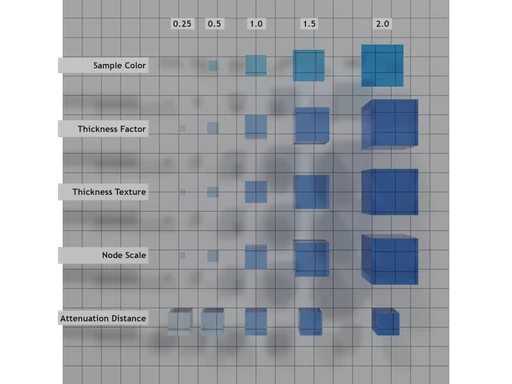 0.25 0.5 1.0 1.5 2.0
Sample Color
Thickness Factor
Thickness Texture
Node Scale
Attenuation Distance